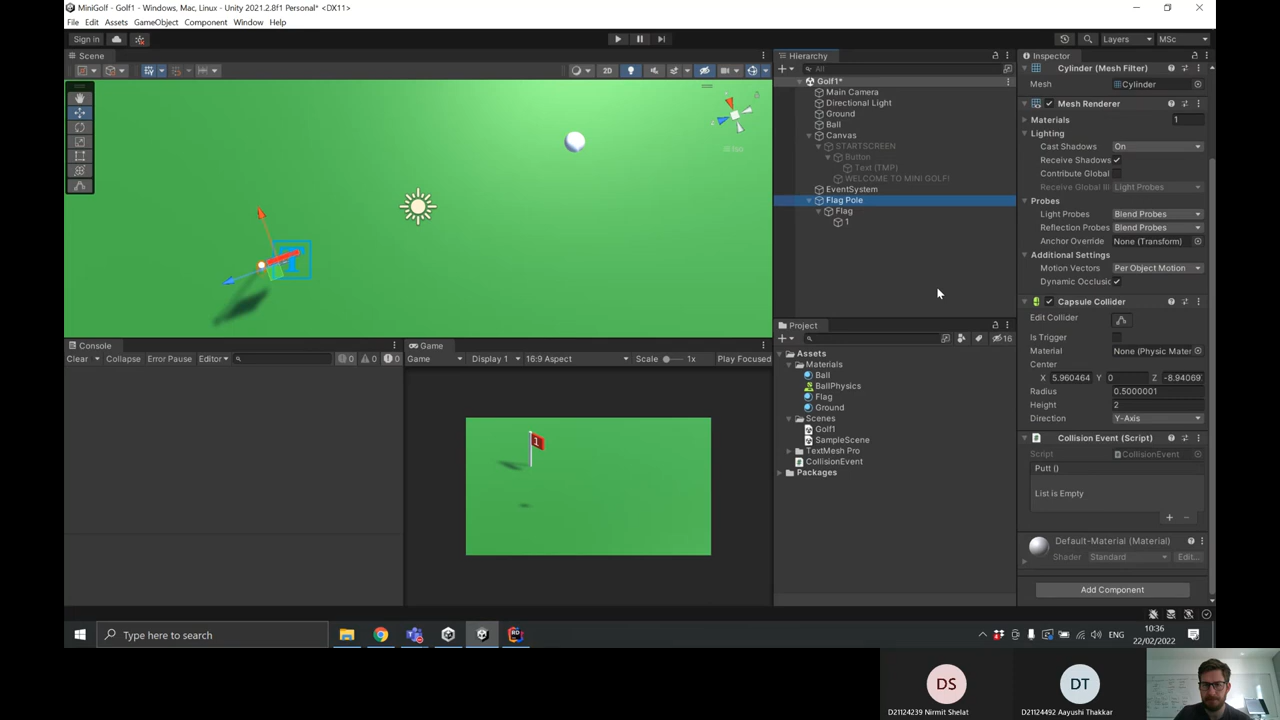 MiniGolf - Golf1 - Windows, Mac, Linux - Unity 2021.2.8f1 Personal* <DX11>
File Edit Assets GameObject Component Window Help
Sign in
Layers
MSc
Scene
2D
Hierarchy
All
Golf1*
Main Camera
Directional Light
Ground
Ball
Canvas
STARTSCREEN
Button
Text (TMP)
WELCOME TO MINI GOLF!
EventSystem
Flag Pole
Flag
1
Inspector
Cylinder (Mesh Filter)
Mesh Cylinder
Mesh Renderer
Materials 1
Lighting
Cast Shadows On
Receive Shadows
Contribute Global
Receive Global Ill Light Probes
Probes
Light Probes Blend Probes
Reflection Probes Blend Probes
Anchor Override None (Transform)
Additional Settings
Motion Vectors Per Object Motion
Dynamic Occlusic
Capsule Collider
Edit Collider
Is Trigger
Material None (Physic Mater
Center
X 5.960464 Y 0 Z -8.94069
Radius 0.5000001
Height 2
Direction Y-Axis
Collision Event (Script)
Script CollisionEvent
Putt ()
List is Empty
Default-Material (Material)
Shader Standard Edit...
Add Component
Project
16
Assets
Materials
Ball
BallPhysics
Flag
Ground
Scenes
Golf1
SampleScene
TextMesh Pro
CollisionEvent
Packages
Console
Clear Collapse Error Pause Editor
0 0 0
Game
Game Display 1 16:9 Aspect Scale 1x Play Focused
T
1
Type here to search
ENG
10:36
22/02/2022
DS
D21124239 Nirmit Shelat
DT
D21124492 Aayushi Thakkar